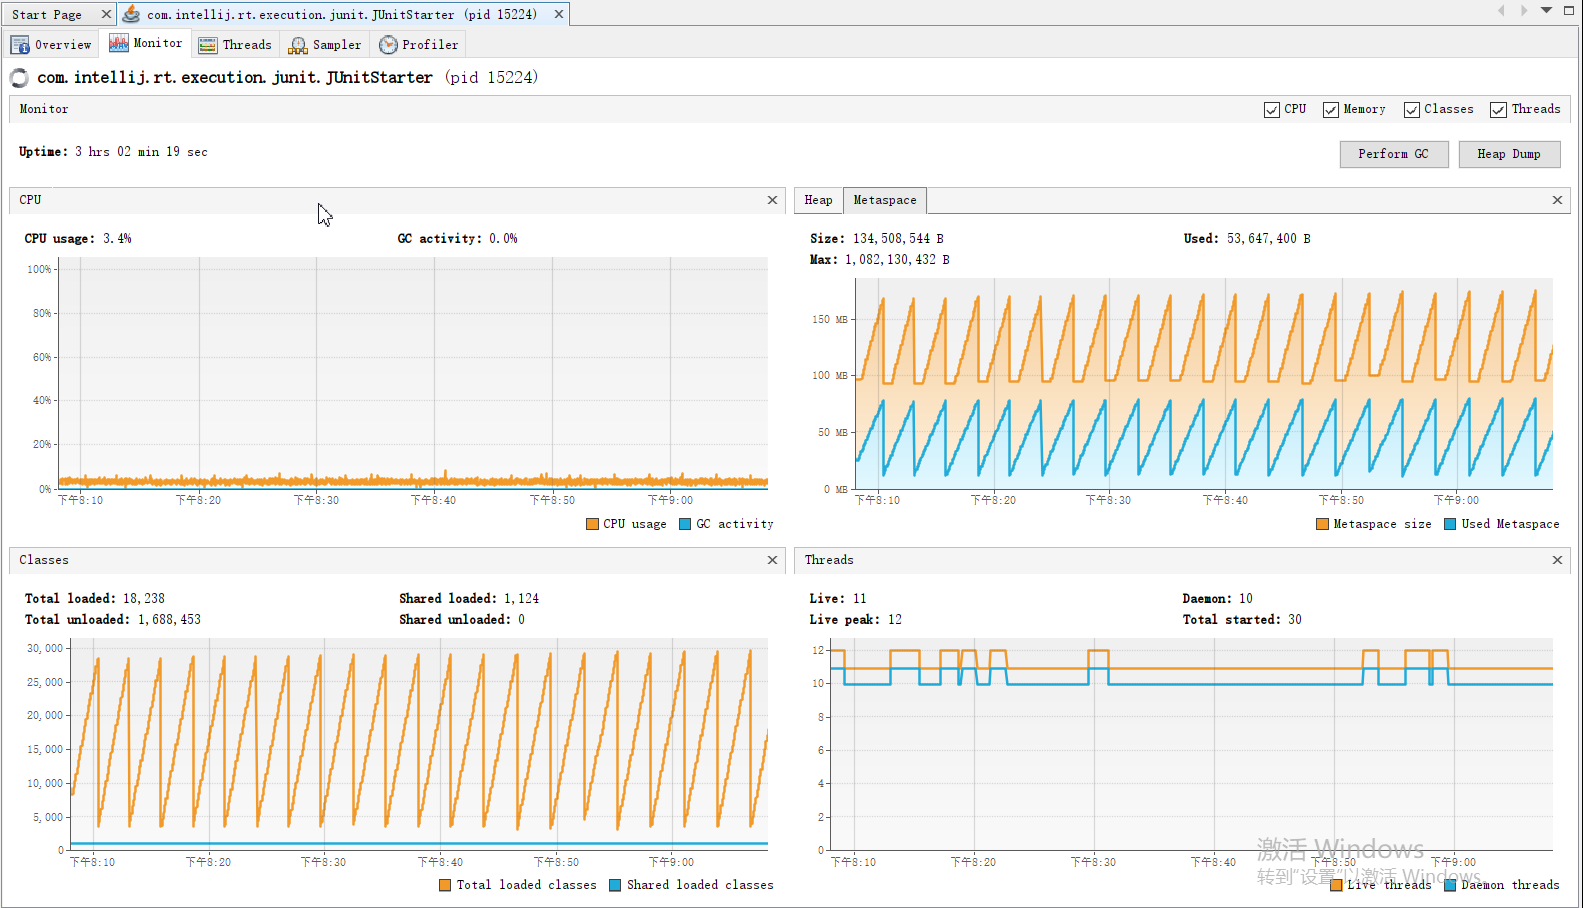 Start Page
com.intellij.rt.execution.junit.JUnitStarter (pid 15224)
Overview
Monitor
Threads
Sampler
Profiler
com.intellij.rt.execution.junit.JUnitStarter (pid 15224)
Monitor
CPU
Memory
Classes
Threads
Uptime: 3 hrs 02 min 19 sec
Perform GC
Heap Dump
CPU
CPU usage: 3.4%
GC activity: 0.0%
100%
80%
60%
40%
20%
0%
下午8:10
下午8:20
下午8:30
下午8:40
下午8:50
下午9:00
CPU usage
GC activity
Heap
Metaspace
Size: 134,508,544 B
Used: 53,647,400 B
Max: 1,082,130,432 B
150 MB
100 MB
50 MB
0 MB
下午8:10
下午8:20
下午8:30
下午8:40
下午8:50
下午9:00
Metaspace size
Used Metaspace
Classes
Total loaded: 18,238
Shared loaded: 1,124
Total unloaded: 1,688,453
Shared unloaded: 0
30,000
25,000
20,000
15,000
10,000
5,000
0
下午8:10
下午8:20
下午8:30
下午8:40
下午8:50
下午9:00
Total loaded classes
Shared loaded classes
Threads
Live: 11
Daemon: 10
Live peak: 12
Total started: 30
12
10
8
6
4
2
0
下午8:10
下午8:20
下午8:30
下午8:40
下午8:50
下午9:00
Live threads
Daemon threads
激活 Windows
转到“设置”以激活 Windows。